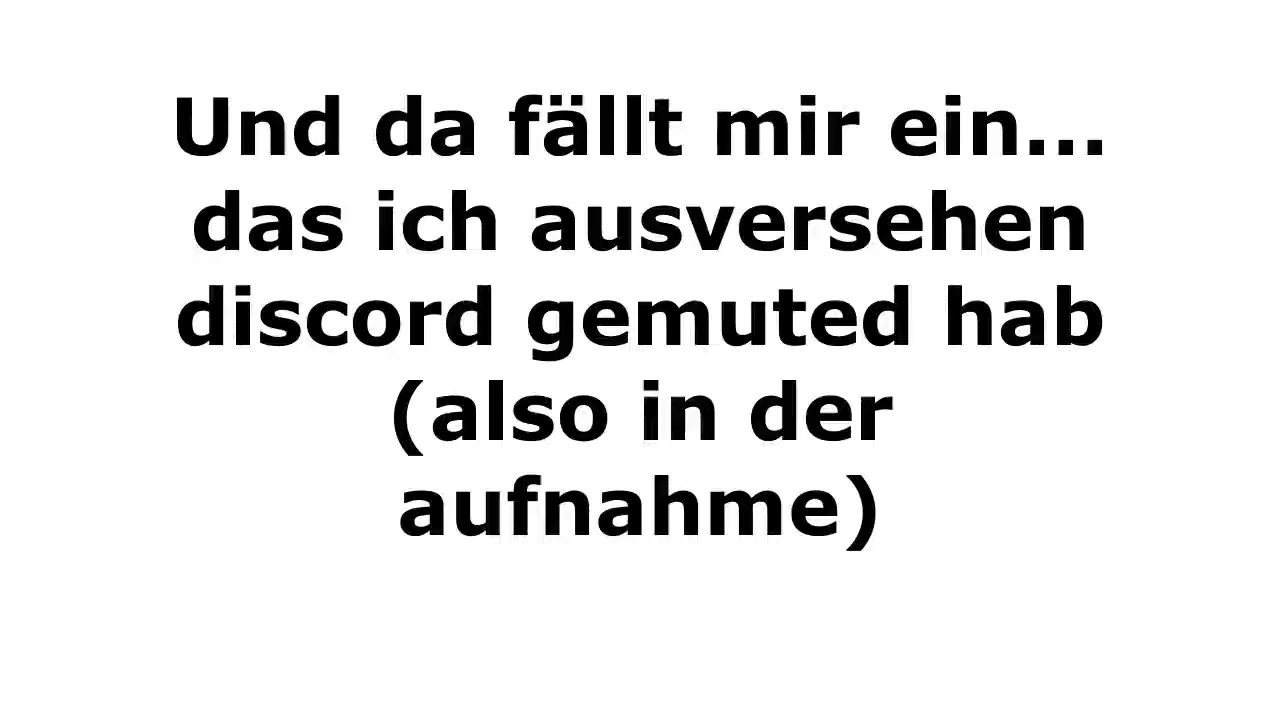 Und da fällt mir ein...
das ich ausversehen
discord gemuted hab
(also in der
aufnahme)